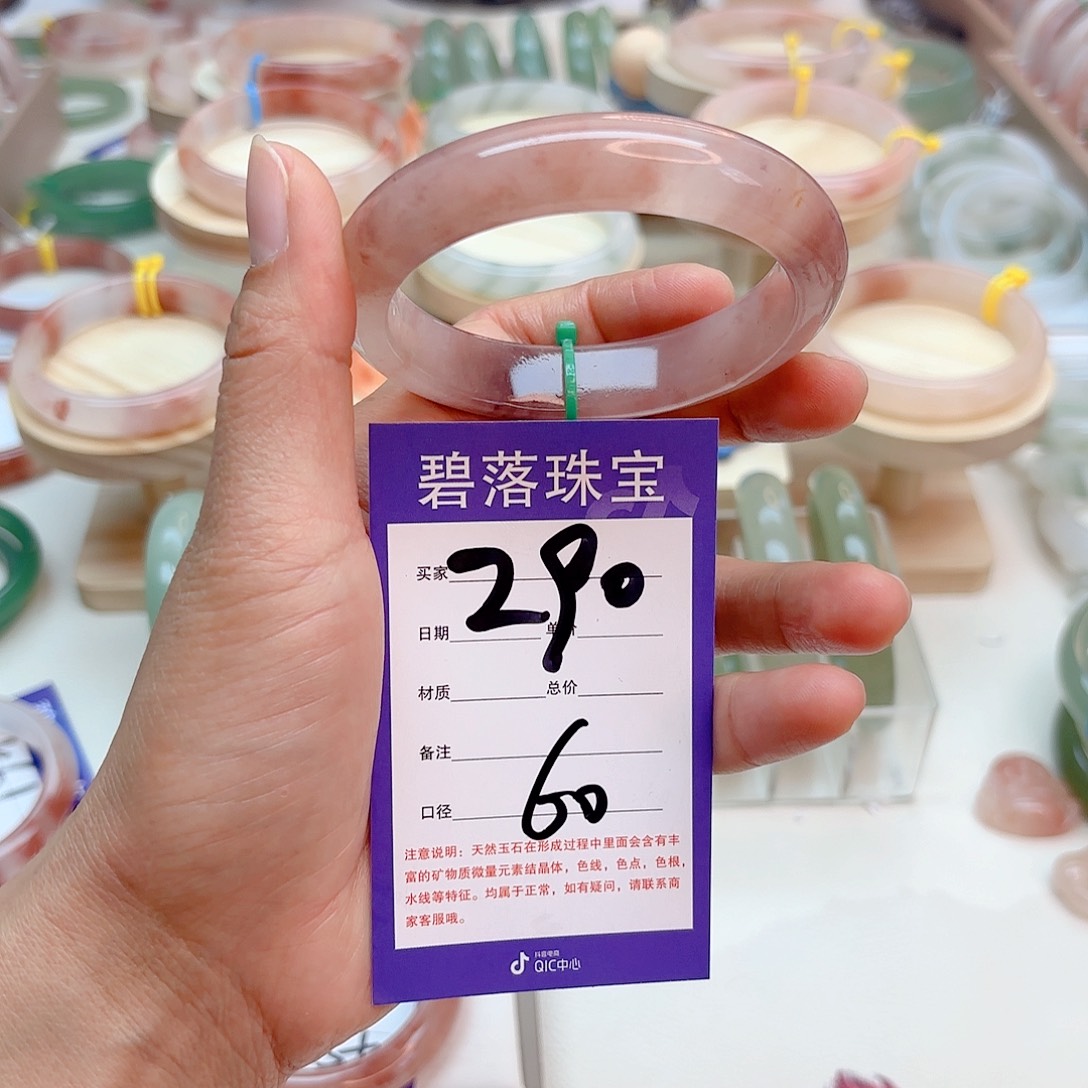 碧落珠宝
买家 290
日期 单价
材质 总价
备注
口径 60
注意说明：天然玉石在形成过程中里面会含有丰
富的矿物质微量元素结晶体，色线，色点，色根，
水线等特征。均属于正常，如有疑问，请联系商
家客服哦。
抖音电商
QIC中心